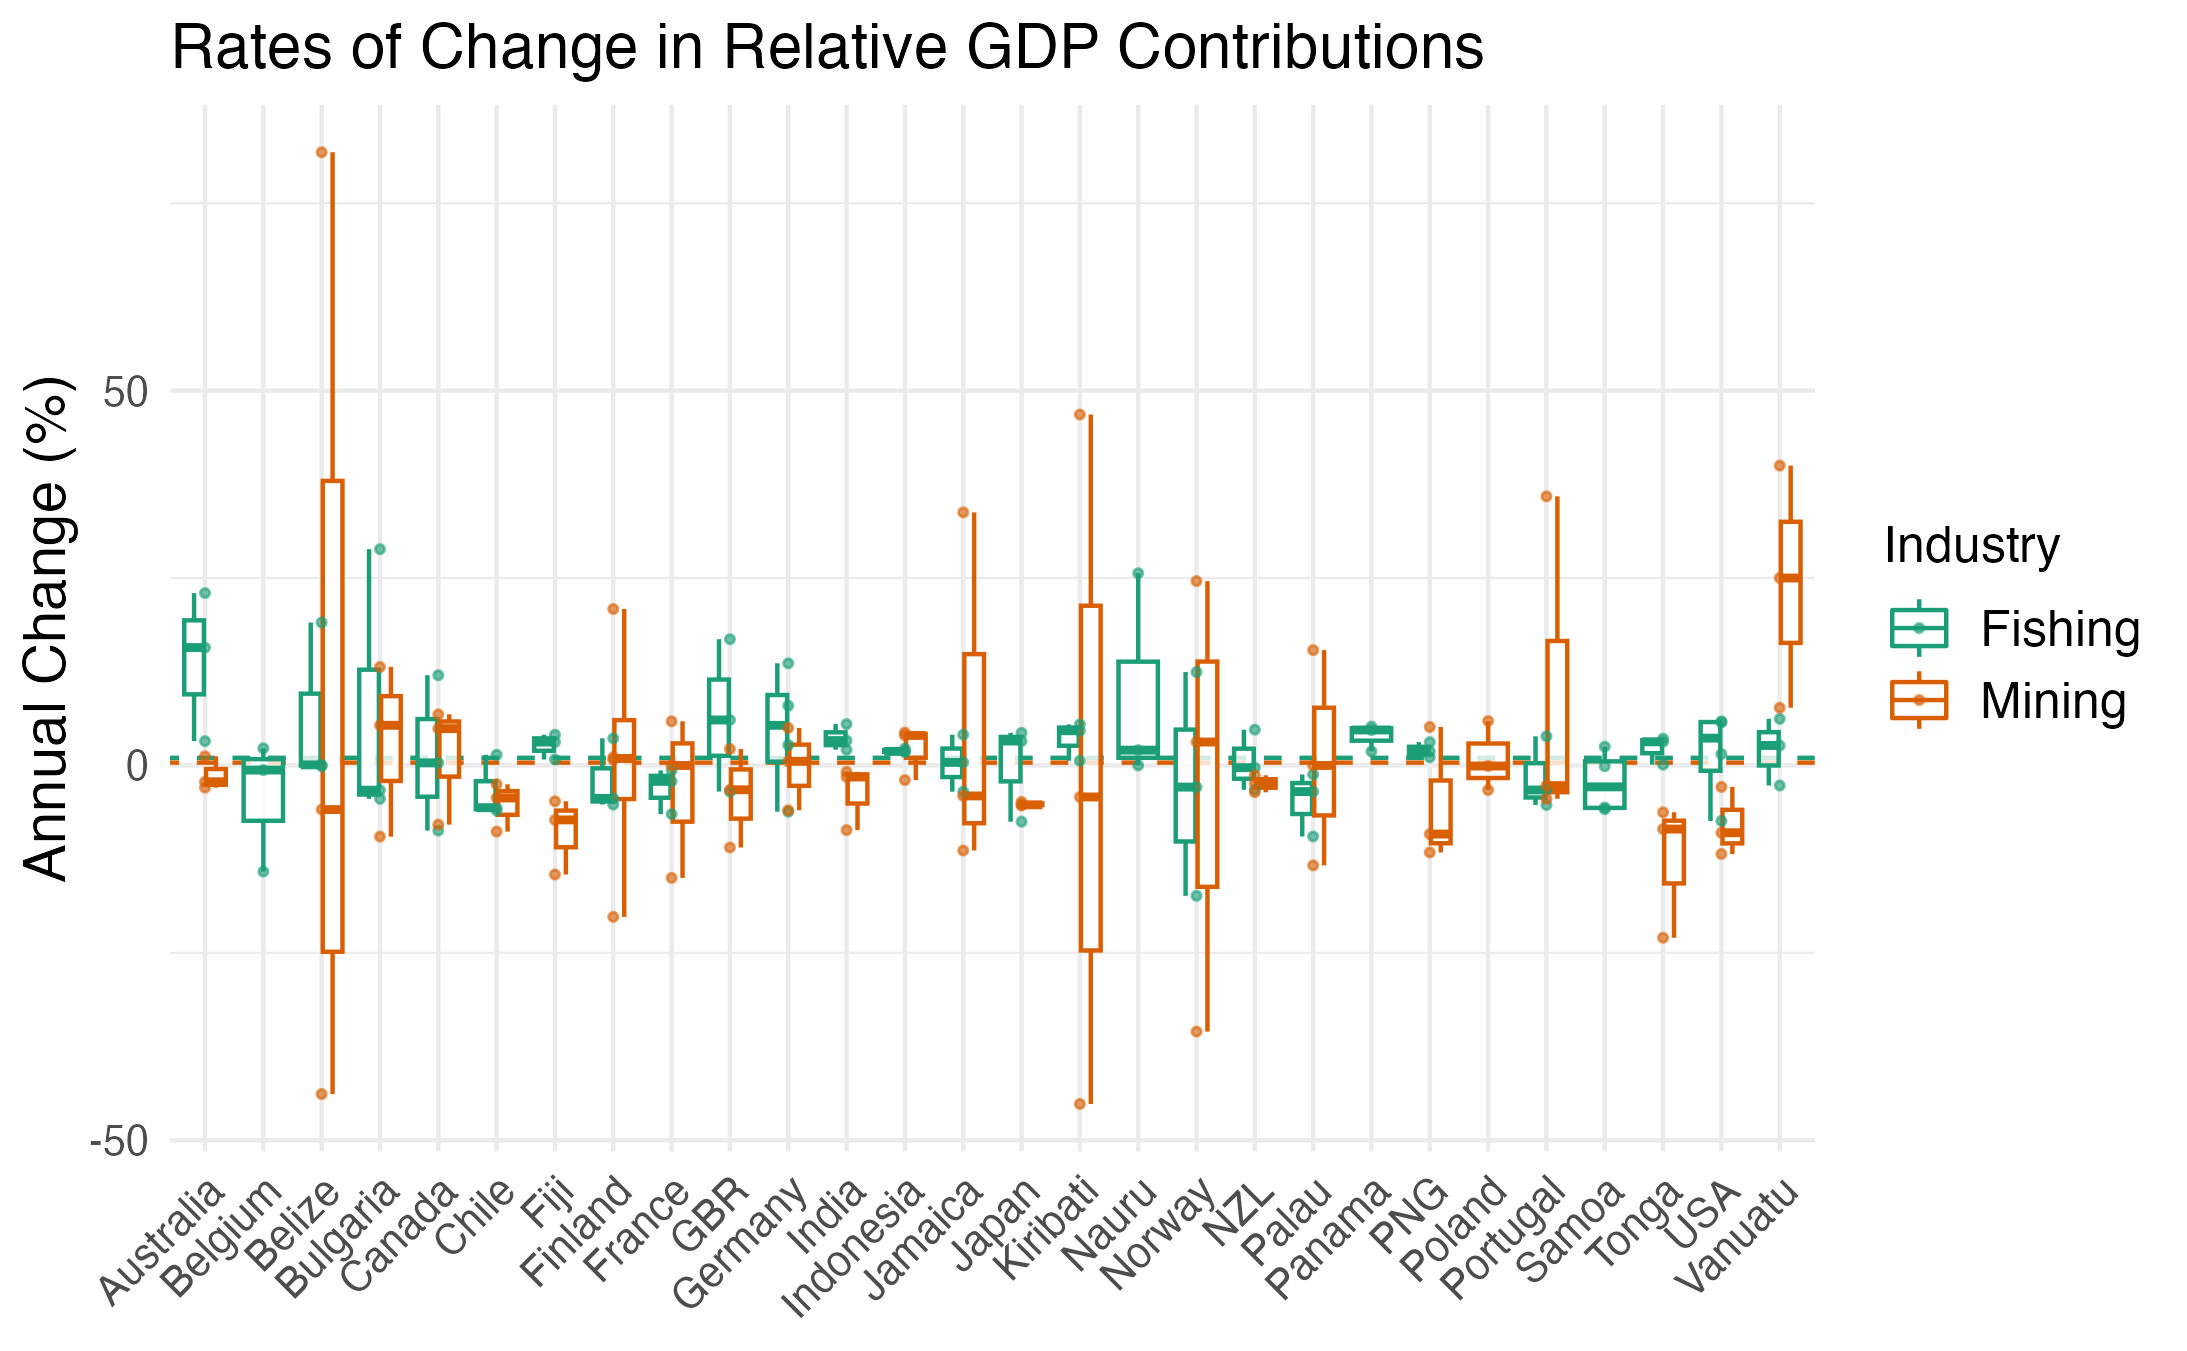 Rates of Change in Relative GDP Contributions
Annual Change (%)
50
0
-50
Australia
Belgium
Belize
Bulgaria
Canada
Chile
Fiji
Finland
France
GBR
Germany
India
Indonesia
Jamaica
Japan
Kiribati
Nauru
Norway
NZL
Palau
Panama
PNG
Poland
Portugal
Samoa
Tonga
USA
Vanuatu
Industry
Fishing
Mining